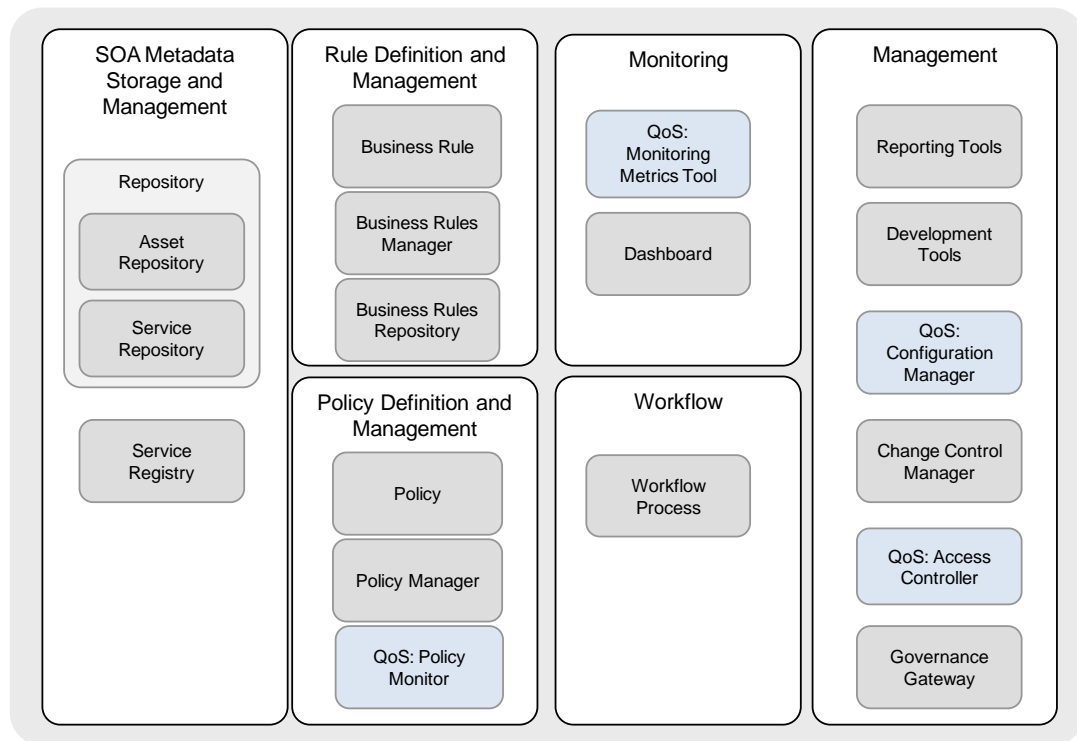 SOA Metadata
Storage and
Management
Repository
Asset
Repository
Service
Repository
Service
Registry
Rule Definition and
Management
Business Rule
Business Rules
Manager
Business Rules
Repository
Policy Definition and
Management
Policy
Policy Manager
QoS: Policy
Monitor
Monitoring
QoS:
Monitoring
Metrics Tool
Dashboard
Workflow
Workflow
Process
Management
Reporting Tools
Development
Tools
QoS:
Configuration
Manager
Change Control
Manager
QoS: Access
Controller
Governance
Gateway